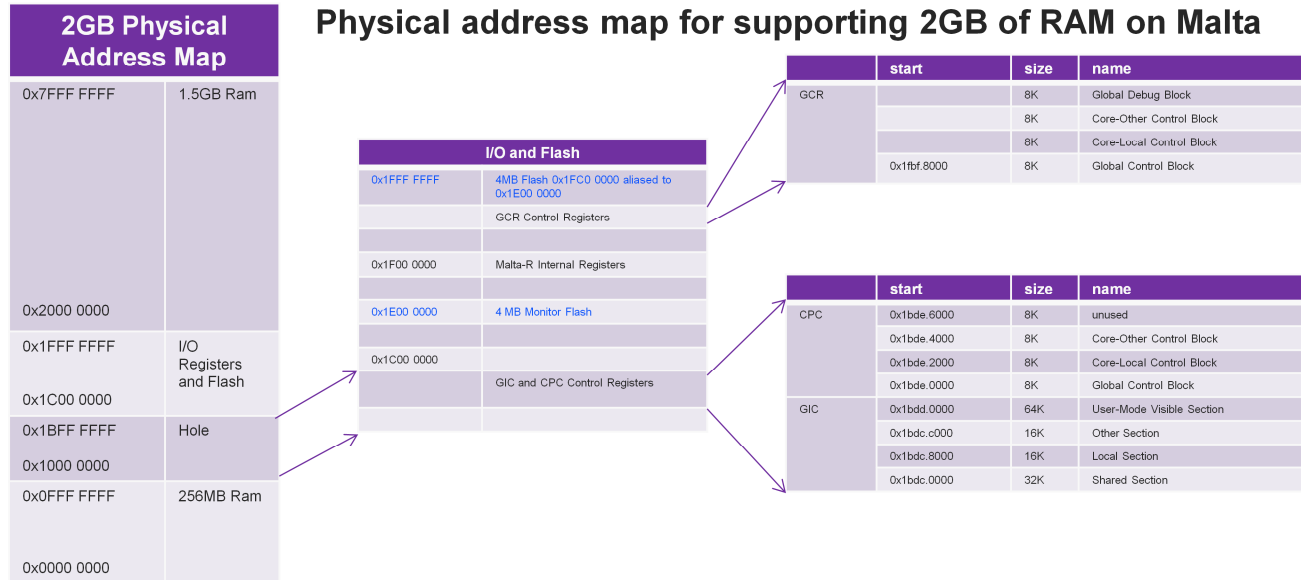 Physical address map for supporting 2GB of RAM on Malta
2GB Physical
Address Map
0x7FFF FFFF 1.5GB Ram
0x2000 0000
0x1FFF FFFF I/O
Registers
and Flash
0x1C00 0000
0x1BFF FFFF Hole
0x1000 0000
0x0FFF FFFF 256MB Ram
0x0000 0000
I/O and Flash
0x1FFF FFFF 4MB Flash 0x1FC0 0000 aliased to
0x1E00 0000
GCR Control Registers
0x1F00 0000 Malta-R Internal Registers
0x1E00 0000 4 MB Monitor Flash
0x1C00 0000
GIC and CPC Control Registers
start size name
GCR 8K Global Debug Block
8K Core-Other Control Block
8K Core-Local Control Block
0x1fbf.8000 8K Global Control Block
start size name
CPC 0x1bde.6000 8K unused
0x1bde.4000 8K Core-Other Control Block
0x1bde.2000 8K Core-Local Control Block
0x1bde.0000 8K Global Control Block
GIC 0x1bdd.0000 64K User-Mode Visible Section
0x1bdc.c000 16K Other Section
0x1bdc.8000 16K Local Section
0x1bdc.0000 32K Shared Section